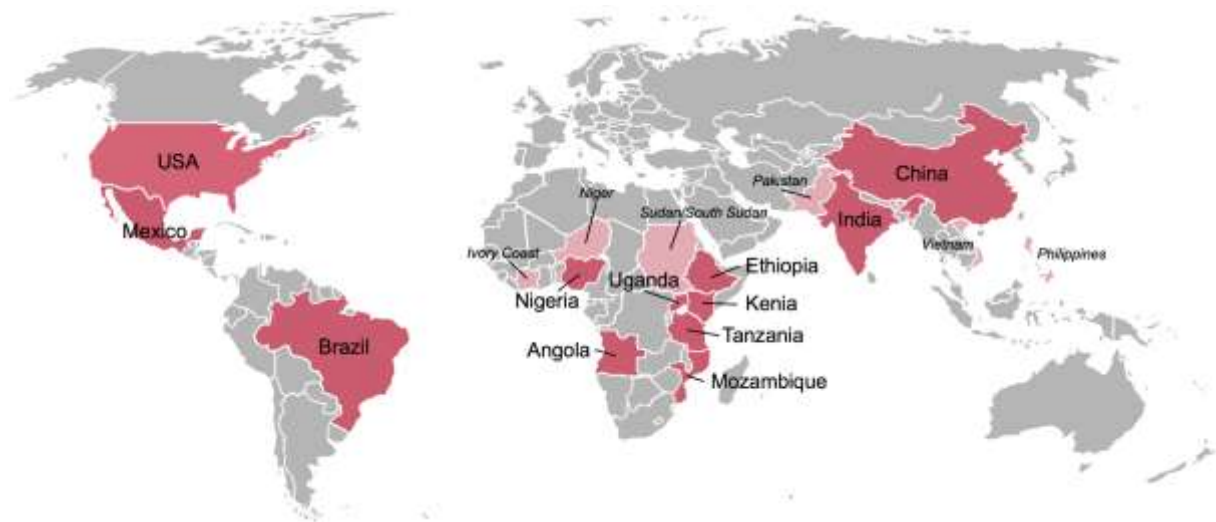 USA
Mexico
Brazil
Niger
Ivory Coast
Nigeria
Sudan/South Sudan
Uganda
Ethiopia
Kenia
Tanzania
Angola
Mozambique
Pakistan
India
China
Vietnam
Philippines